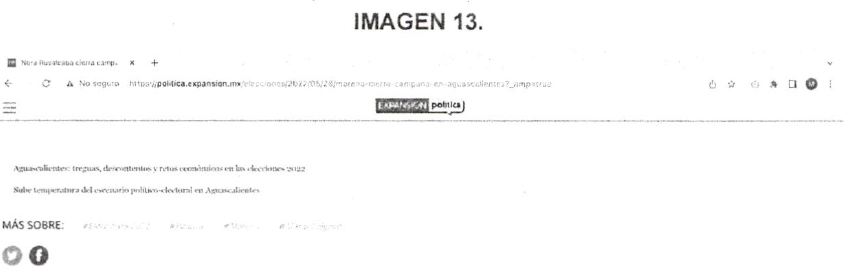 IMAGEN 13.
Nora Ruvalcaba cierra camp.
No seguro https://politica.expansion.mx/elecciones/2022/05/28/morena-cierra-campana-en-aguascalientes?_amp=true
EXPANSIÓN política
Aguascalientes: treguas, descontentos y retos económicos en las elecciones 2022
Sube temperatura del escenario político-electoral en Aguascalientes
MÁS SOBRE: